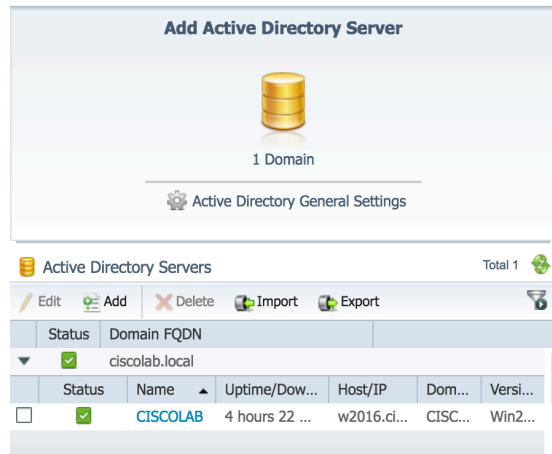 Add Active Directory Server
1 Domain
Active Directory General Settings
Active Directory Servers Total 1
Edit Add Delete Import Export
Status Domain FQDN
ciscolab.local
Status Name Uptime/Dow... Host/IP Dom... Versi...
CISCOLAB 4 hours 22 ... w2016.ci... CISC... Win2...